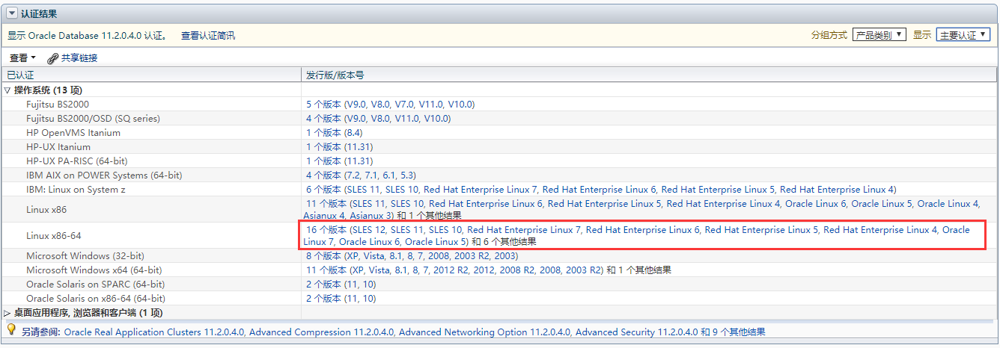 认证结果
显示 Oracle Database 11.2.0.4.0 认证。 查看认证简讯 分组方式 产品类别 显示 主要认证
查看 共享链接
已认证 发行版/版本号
操作系统 (13 项)
Fujitsu BS2000 5 个版本 (V9.0, V8.0, V7.0, V11.0, V10.0)
Fujitsu BS2000/OSD (SQ series) 4 个版本 (V9.0, V8.0, V11.0, V10.0)
HP OpenVMS Itanium 1 个版本 (8.4)
HP-UX Itanium 1 个版本 (11.31)
HP-UX PA-RISC (64-bit) 1 个版本 (11.31)
IBM AIX on POWER Systems (64-bit) 4 个版本 (7.2, 7.1, 6.1, 5.3)
IBM: Linux on System z 6 个版本 (SLES 11, SLES 10, Red Hat Enterprise Linux 7, Red Hat Enterprise Linux 6, Red Hat Enterprise Linux 5, Red Hat Enterprise Linux 4)
Linux x86 11 个版本 (SLES 11, SLES 10, Red Hat Enterprise Linux 6, Red Hat Enterprise Linux 5, Red Hat Enterprise Linux 4, Oracle Linux 6, Oracle Linux 5, Oracle Linux 4,
Asianux 4, Asianux 3) 和 1 个其他结果
Linux x86-64 16 个版本 (SLES 12, SLES 11, SLES 10, Red Hat Enterprise Linux 7, Red Hat Enterprise Linux 6, Red Hat Enterprise Linux 5, Red Hat Enterprise Linux 4, Oracle
Linux 7, Oracle Linux 6, Oracle Linux 5) 和 6 个其他结果
Microsoft Windows (32-bit) 8 个版本 (XP, Vista, 8.1, 8, 7, 2008, 2003 R2, 2003)
Microsoft Windows x64 (64-bit) 11 个版本 (XP, Vista, 8.1, 8, 7, 2012 R2, 2012, 2008 R2, 2008, 2003 R2) 和 1 个其他结果
Oracle Solaris on SPARC (64-bit) 2 个版本 (11, 10)
Oracle Solaris on x86-64 (64-bit) 2 个版本 (11, 10)
桌面应用程序, 浏览器和客户端 (1 项)
另请参阅: Oracle Real Application Clusters 11.2.0.4.0, Advanced Compression 11.2.0.4.0, Advanced Networking Option 11.2.0.4.0, Advanced Security 11.2.0.4.0 和 9 个其他结果